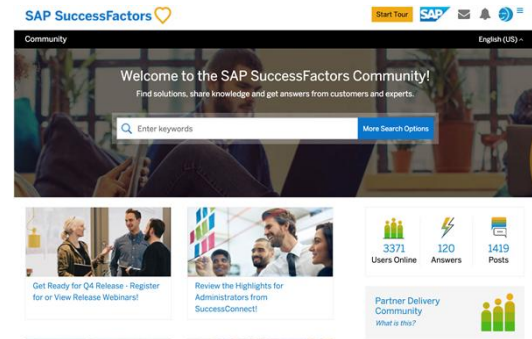 SAP SuccessFactors
Start Tour
SAP
Community
English (US)
Welcome to the SAP SuccessFactors Community!
Find solutions, share knowledge and get answers from customers and experts.
Enter keywords
More Search Options
3371
120
1419
Users Online
Answers
Posts
Get Ready for Q4 Release - Register
for or View Release Webinars!
Review the Highlights for
Administrators from
SuccessConnect!
Partner Delivery
Community
What is this?